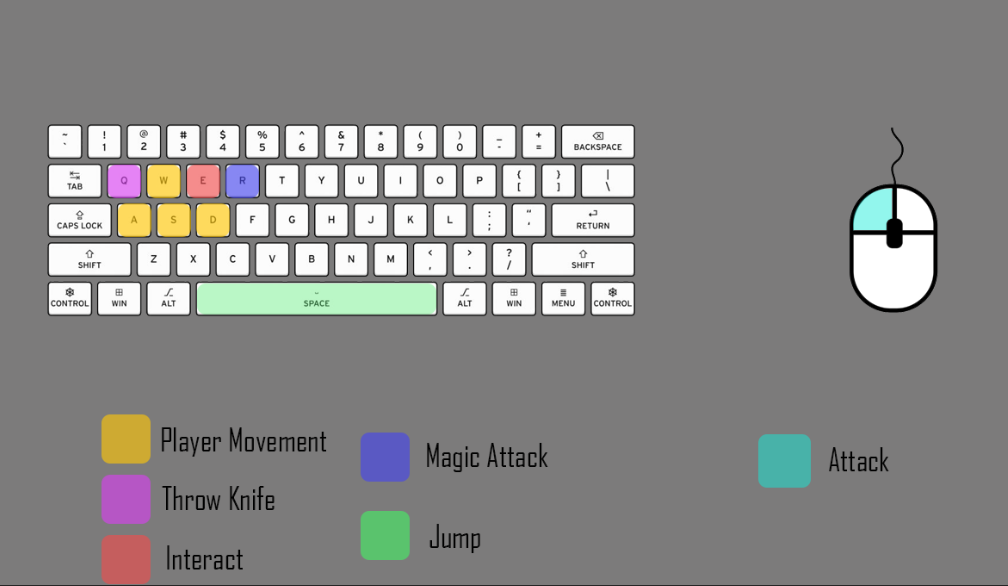 ~ ! @ # $ % ^ & * ( ) _ +
` 1 2 3 4 5 6 7 8 9 0 - = BACKSPACE
TAB Q W E R T Y U I O P { [ } ] | \
CAPS LOCK A S D F G H J K L : ; " ' RETURN
SHIFT Z X C V B N M < , > . ? / SHIFT
CONTROL WIN ALT SPACE ALT WIN MENU CONTROL
Player Movement
Throw Knife
Interact
Magic Attack
Jump
Attack